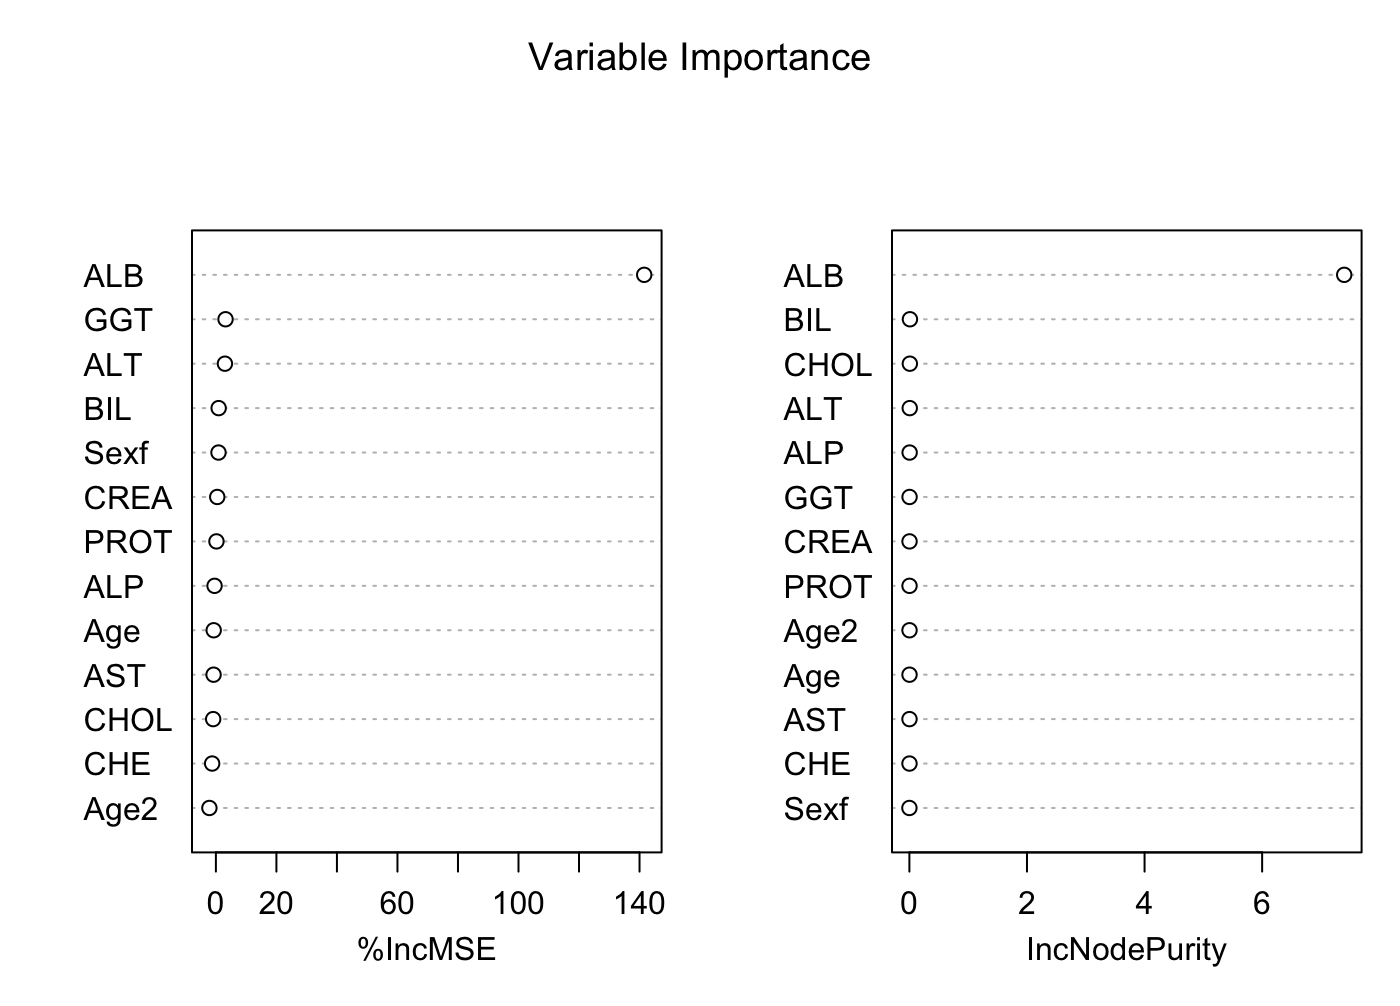 Variable Importance
ALB
GGT
ALT
BIL
Sexf
CREA
PROT
ALP
Age
AST
CHOL
CHE
Age2
0 20 60 100 140
%IncMSE
ALB
BIL
CHOL
ALT
ALP
GGT
CREA
PROT
Age2
Age
AST
CHE
Sexf
0 2 4 6
IncNodePurity